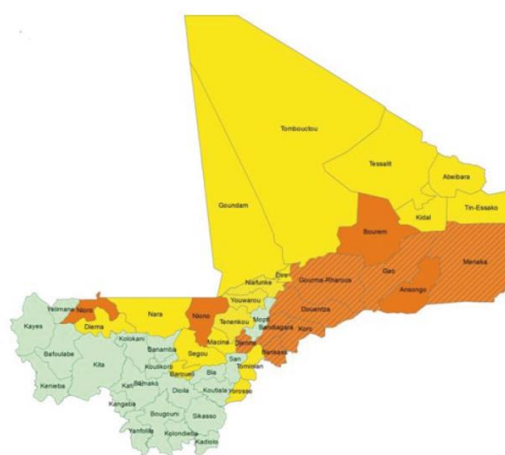 Tombouctou
Tessalit
Abeibara
Goundam
Kidal
Tin-Essako
Bourem
Menaka
Gao
Niafunke
Gourma-Rharous
Ansongo
Youwarou
Douentza
Yelimane
Nioro
Nara
Niono
Tenenkou
Mopti
Bandiagara
Koro
Kayes
Diema
Macina
Djenne
Bankass
Kolokani
Segou
Bafoulabe
Banamba
San
Koulikoro
Tominian
Kita
Baroueli
Bla
Kenieba
Kati
Bamako
Dioila
Koutiala
Yorosso
Kangaba
Bougouni
Sikasso
Yanfolila
Kolondieba
Kadiolo